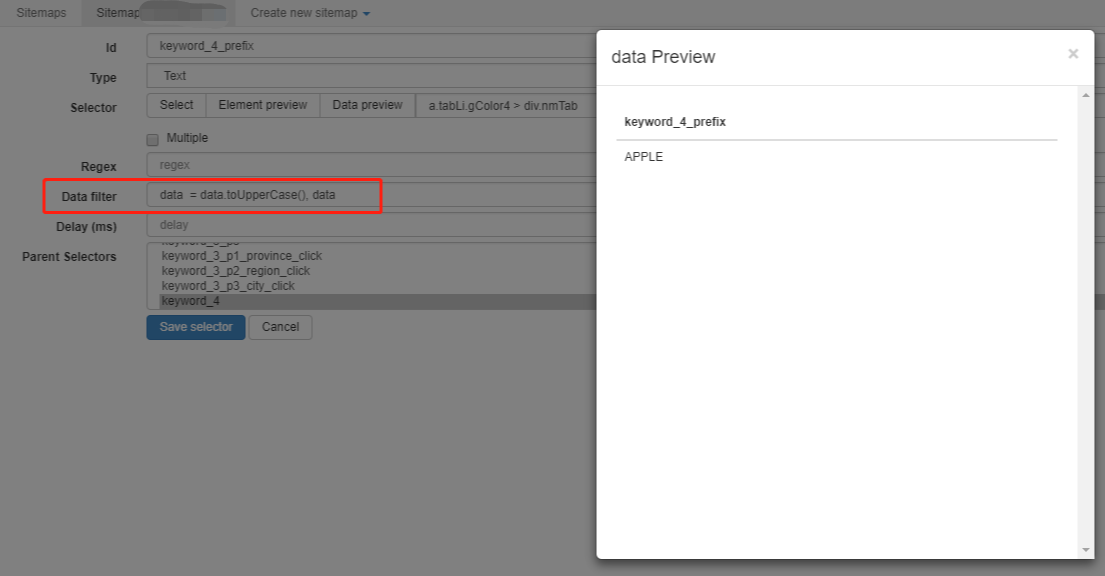 Sitemaps Sitemap Create new sitemap
Id keyword_4_prefix
Type Text
Selector Select Element preview Data preview a.tabLi.gColor4 > div.nmTab
Multiple
Regex regex
Data filter data = data.toUpperCase(), data
Delay (ms) delay
Parent Selectors
keyword_3_p1_province_click
keyword_3_p2_region_click
keyword_3_p3_city_click
keyword_4
Save selector Cancel
data Preview ×
keyword_4_prefix
APPLE